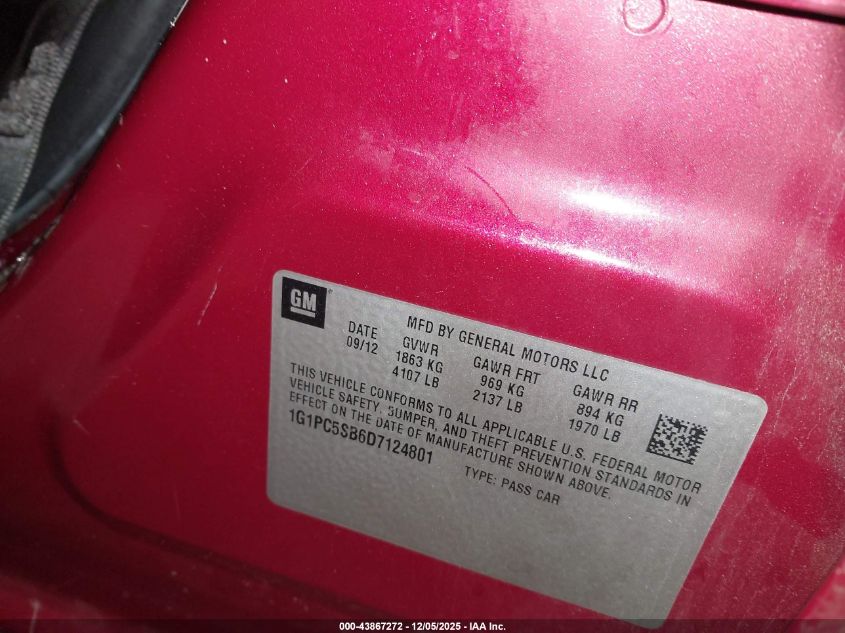 GM
MFD BY GENERAL MOTORS LLC
DATE GVWR GAWR FRT GAWR RR
09/12 1863 KG 969 KG 894 KG
4107 LB 2137 LB 1970 LB
THIS VEHICLE CONFORMS TO ALL APPLICABLE U.S. FEDERAL MOTOR
VEHICLE SAFETY, BUMPER, AND THEFT PREVENTION STANDARDS IN
EFFECT ON THE DATE OF MANUFACTURE SHOWN ABOVE.
1G1PC5SB6D7124801
TYPE: PASS CAR
000-43867272 - 12/05/2025 - IAA Inc.